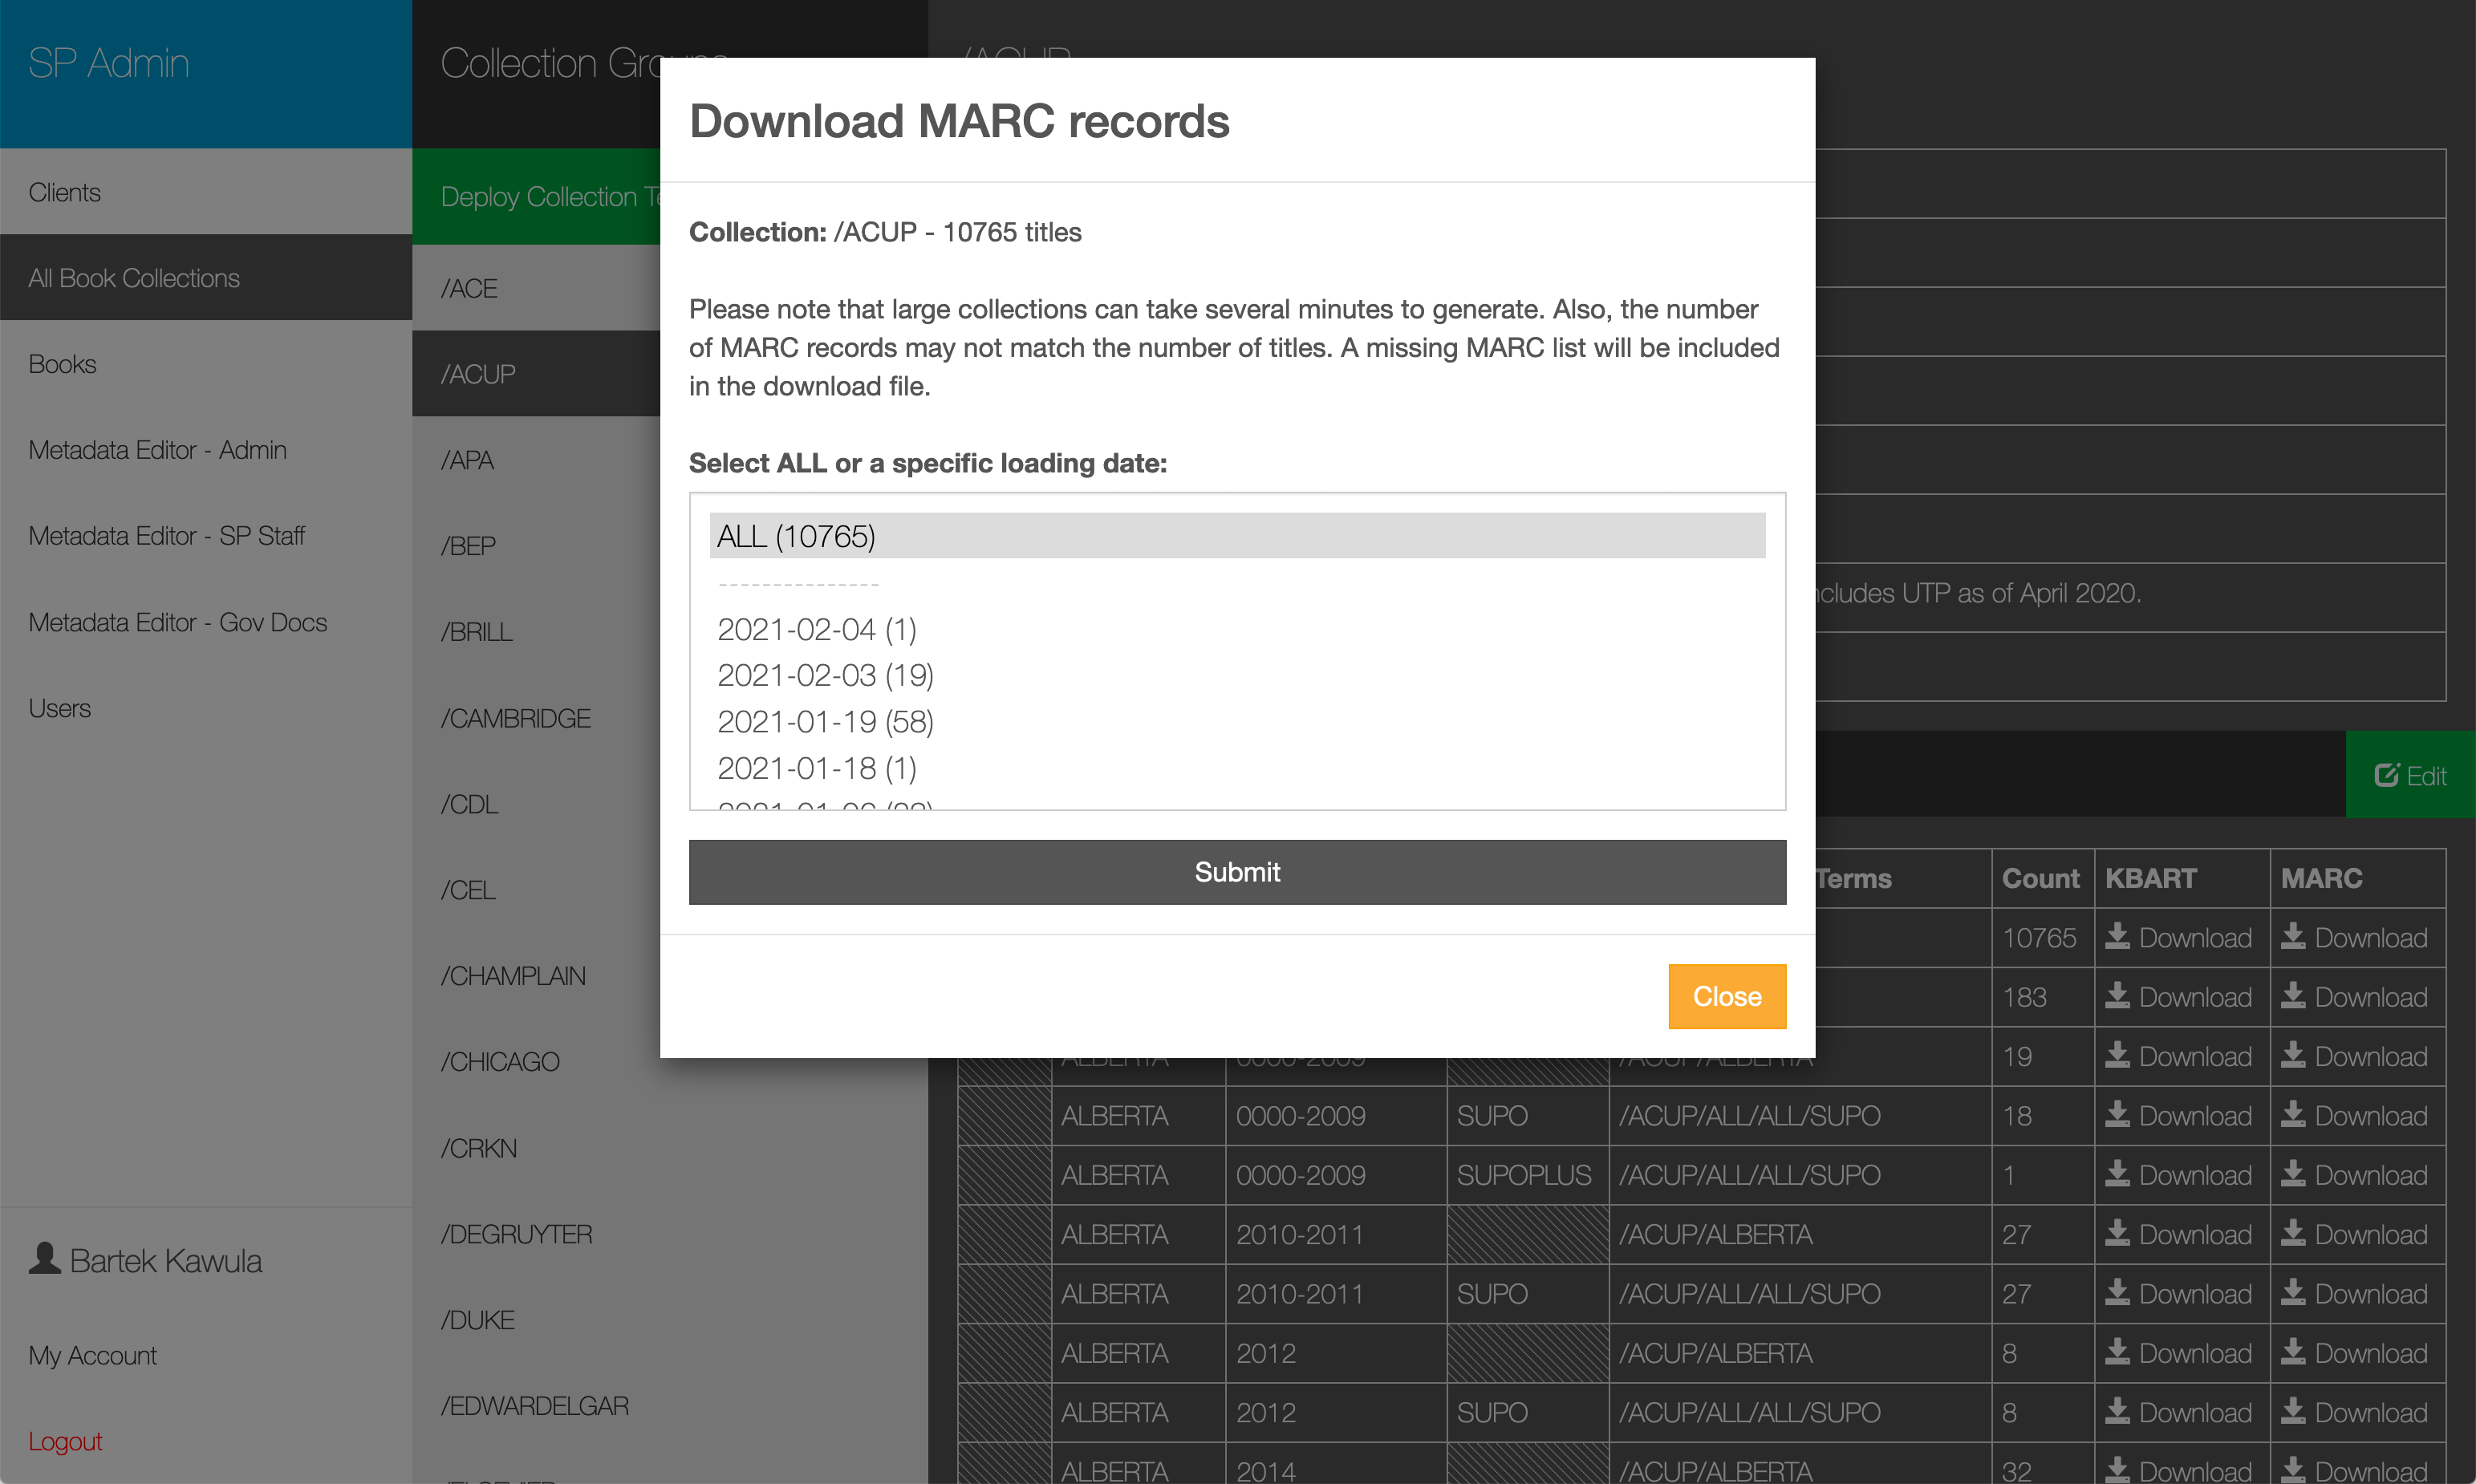 SP Admin
Clients
All Book Collections
Books
Metadata Editor - Admin
Metadata Editor - SP Staff
Metadata Editor - Gov Docs
Users
Bartek Kawula
My Account
Logout
Collection
Deploy Collection
/ACE
/ACUP
/APA
/BEP
/BRILL
/CAMBRIDGE
/CDL
/CEL
/CHAMPLAIN
/CHICAGO
/CRKN
/DEGRUYTER
/DUKE
/EDWARDELGAR
/ACUP
Download MARC records
Collection: /ACUP - 10765 titles
Please note that large collections can take several minutes to generate. Also, the number
of MARC records may not match the number of titles. A missing MARC list will be included
in the download file.
Select ALL or a specific loading date:
ALL (10765)
---------------
2021-02-04 (1)
2021-02-03 (19)
2021-01-19 (58)
2021-01-18 (1)
Submit
Close
UTP as of April 2020.
Edit
Terms Count KBART MARC
10765 Download Download
183 Download Download
ALBERTA 0000-2009 /ACUP/ALBERTA 19 Download Download
ALBERTA 0000-2009 SUPO /ACUP/ALL/ALL/SUPO 18 Download Download
ALBERTA 0000-2009 SUPOPLUS /ACUP/ALL/ALL/SUPO 1 Download Download
ALBERTA 2010-2011 /ACUP/ALBERTA 27 Download Download
ALBERTA 2010-2011 SUPO /ACUP/ALL/ALL/SUPO 27 Download Download
ALBERTA 2012 /ACUP/ALBERTA 8 Download Download
ALBERTA 2012 SUPO /ACUP/ALL/ALL/SUPO 8 Download Download
ALBERTA 2014 /ACUP/ALBERTA 32 Download Download